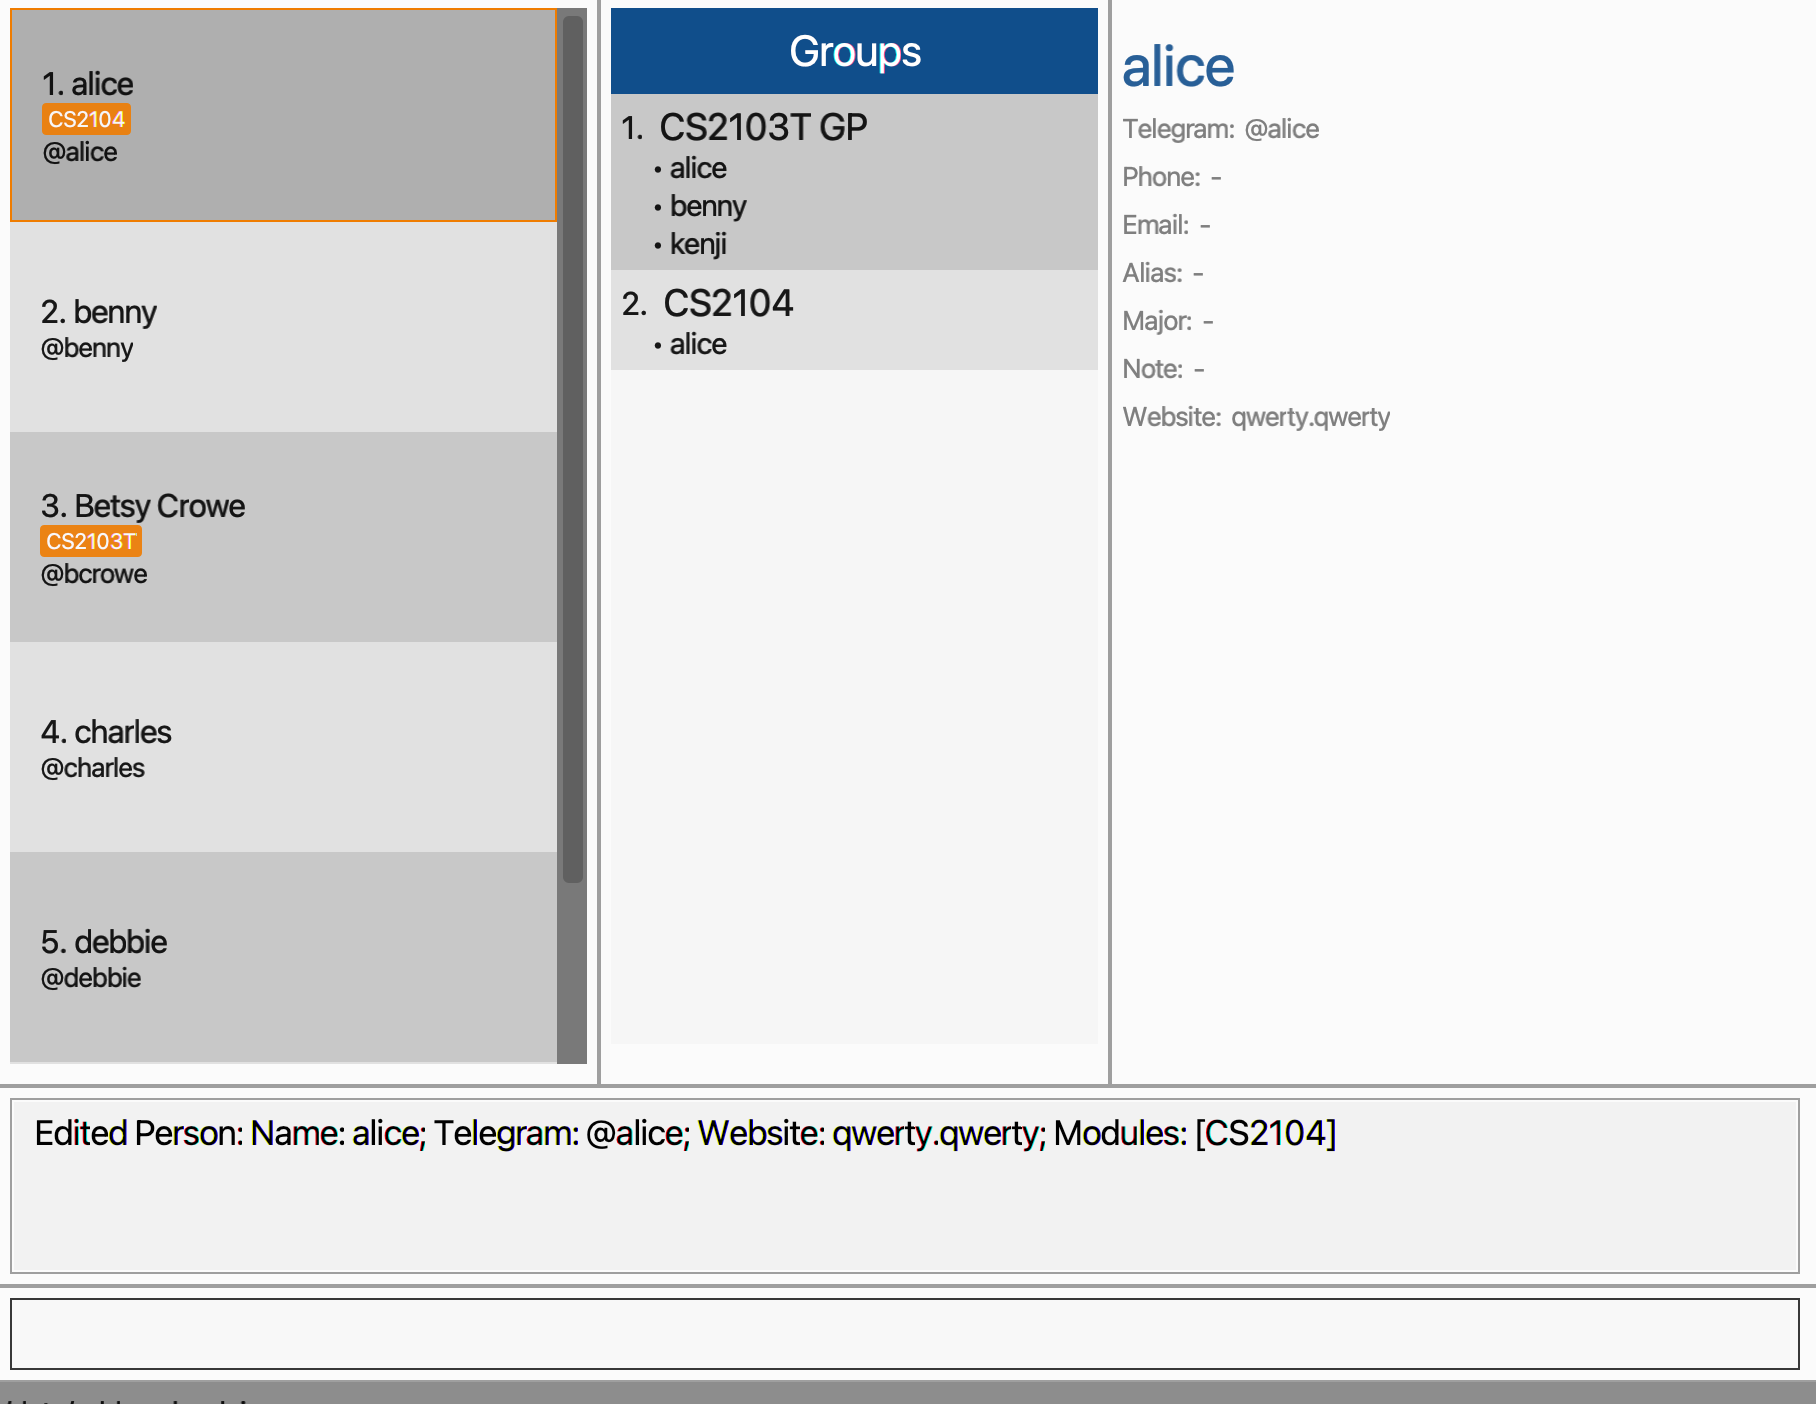 1. alice
CS2104
@alice
2. benny
@benny
3. Betsy Crowe
CS2103T
@bcrowe
4. charles
@charles
5. debbie
@debbie
Groups
1. CS2103T GP
• alice
• benny
• kenji
2. CS2104
• alice
alice
Telegram: @alice
Phone: -
Email: -
Alias: -
Major: -
Note: -
Website: qwerty.qwerty
Edited Person: Name: alice; Telegram: @alice; Website: qwerty.qwerty; Modules: [CS2104]